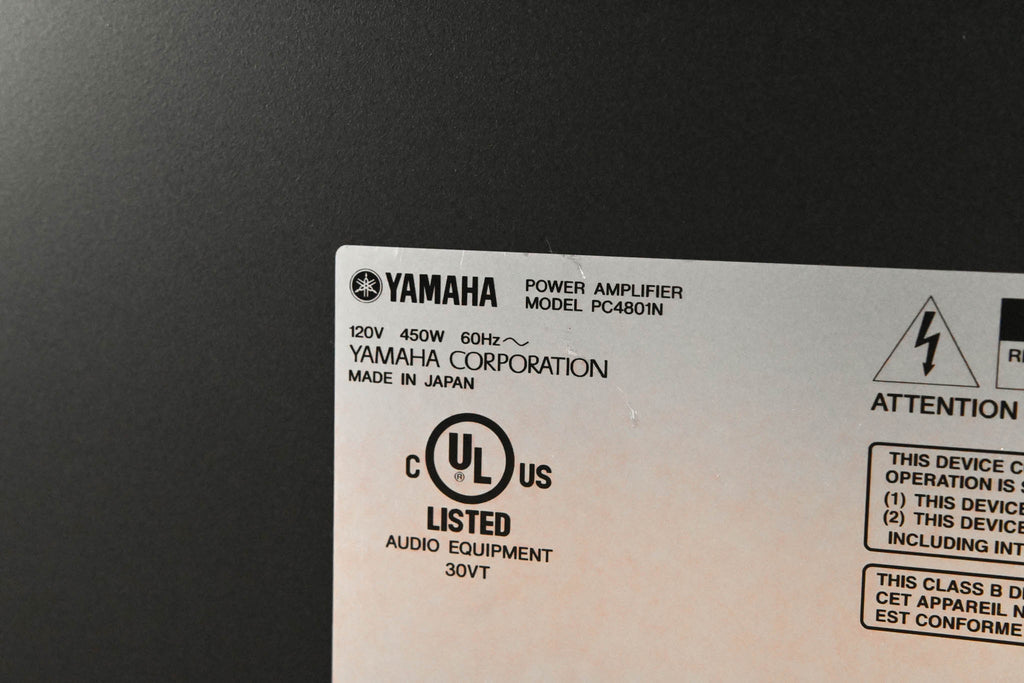 YAMAHA POWER AMPLIFIER
MODEL PC4801N
120V 450W 60Hz～
YAMAHA CORPORATION
MADE IN JAPAN
C UL® US
LISTED
AUDIO EQUIPMENT
30VT
ATTENTION
THIS DEVICE C
OPERATION IS S
(1) THIS DEVICE
(2) THIS DEVICE
INCLUDING INT
THIS CLASS B D
CET APPAREIL N
EST CONFORME